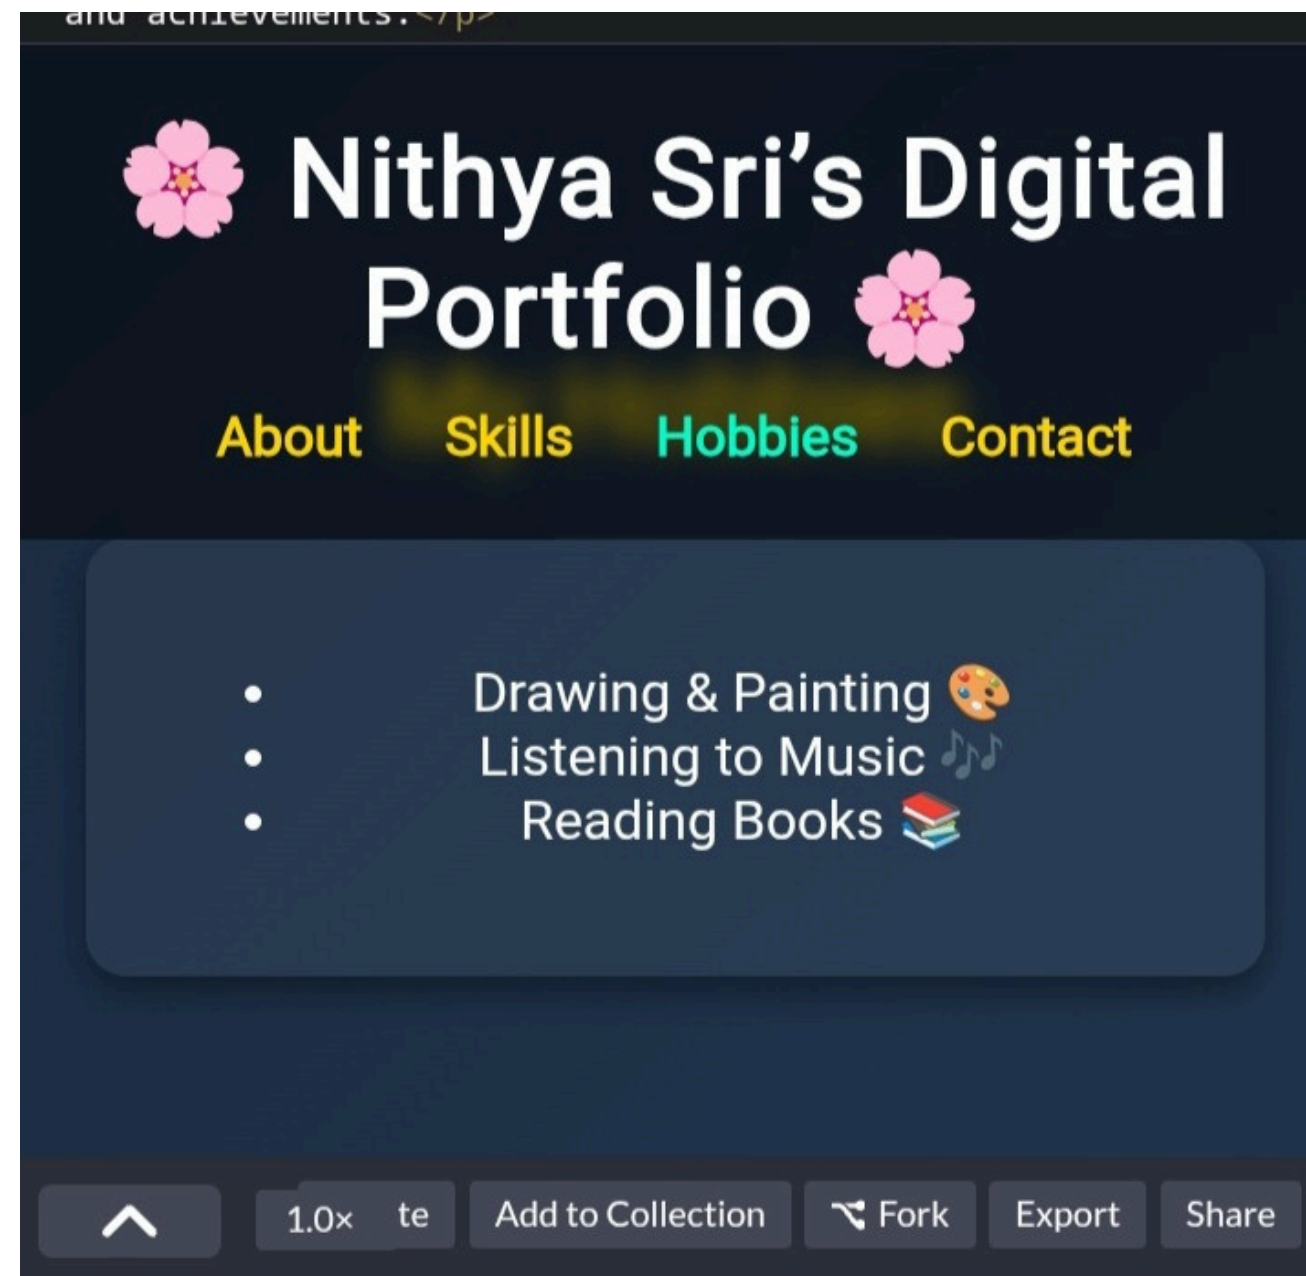 and achievements.</p>
🌸 Nithya Sri’s Digital
Portfolio 🌸
About Skills Hobbies Contact
• Drawing & Painting 🎨
• Listening to Music 🎶
• Reading Books 📚
1.0× te Add to Collection Fork Export Share